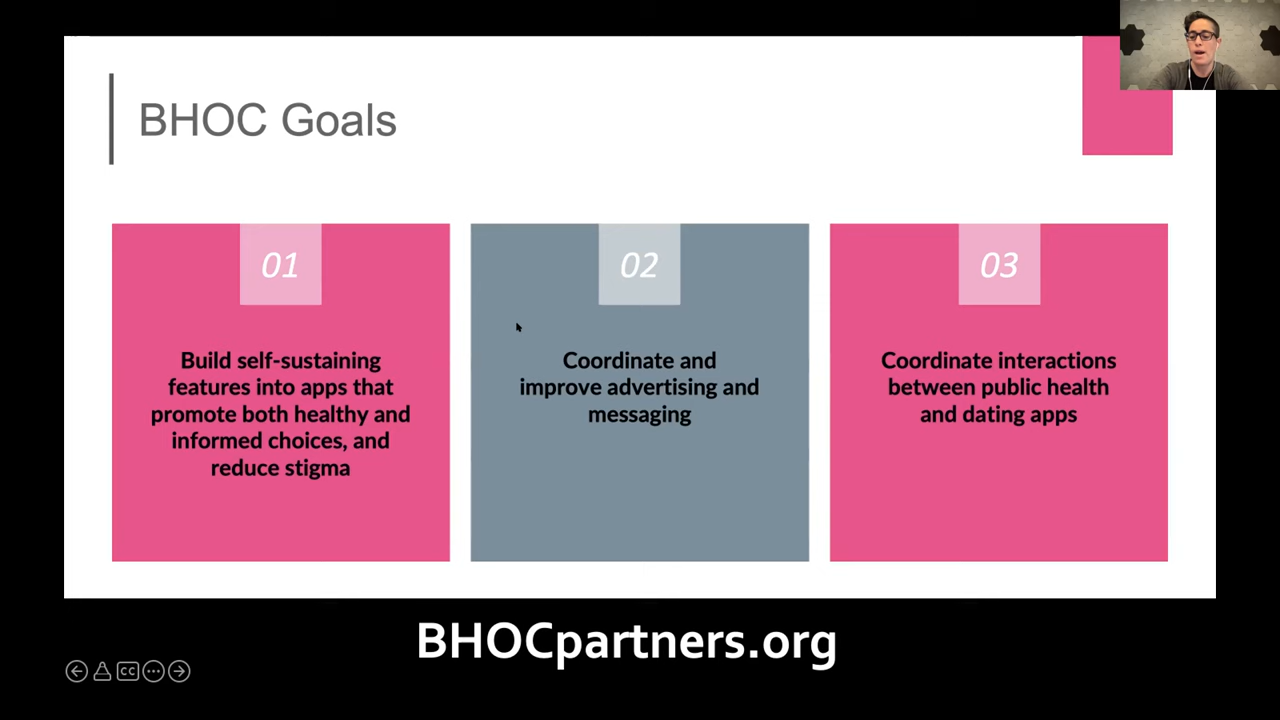 BHOC Goals
01
Build self-sustaining
features into apps that
promote both healthy and
informed choices, and
reduce stigma
02
Coordinate and
improve advertising and
messaging
03
Coordinate interactions
between public health
and dating apps
BHOCpartners.org
CC